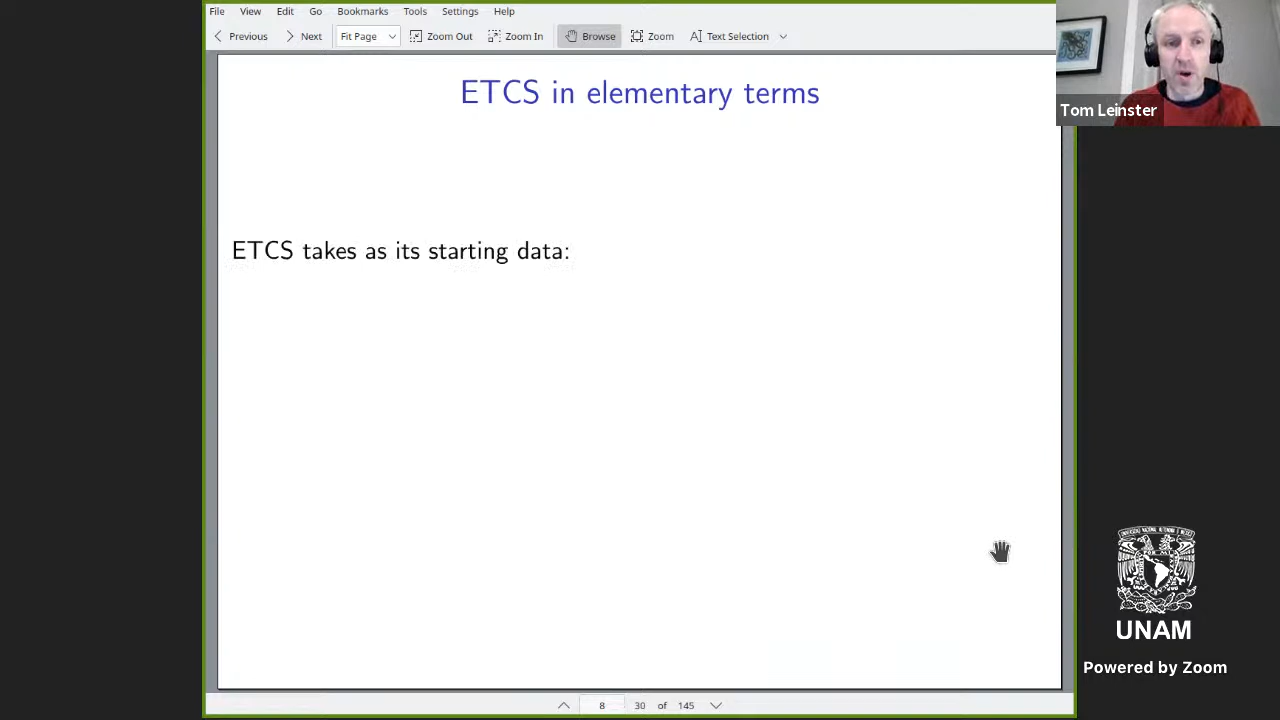 File View Edit Go Bookmarks Tools Settings Help
Previous Next Fit Page Zoom Out Zoom In Browse Zoom Text Selection
ETCS in elementary terms
Tom Leinster
ETCS takes as its starting data:
UNAM
Powered by Zoom
8 30 of 145